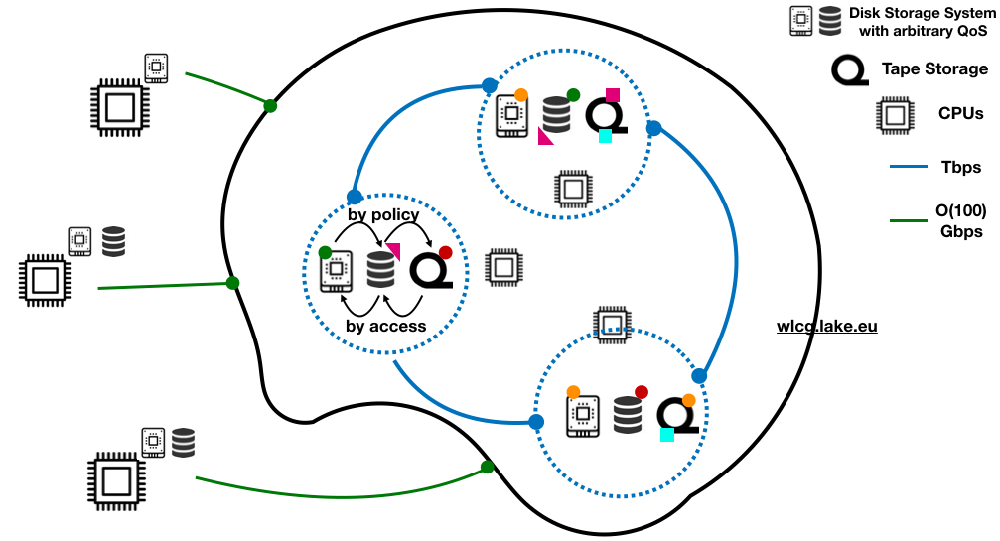 Disk Storage System
with arbitrary QoS
Tape Storage
CPUs
Tbps
O(100)
Gbps
by policy
by access
wlcg.lake.eu